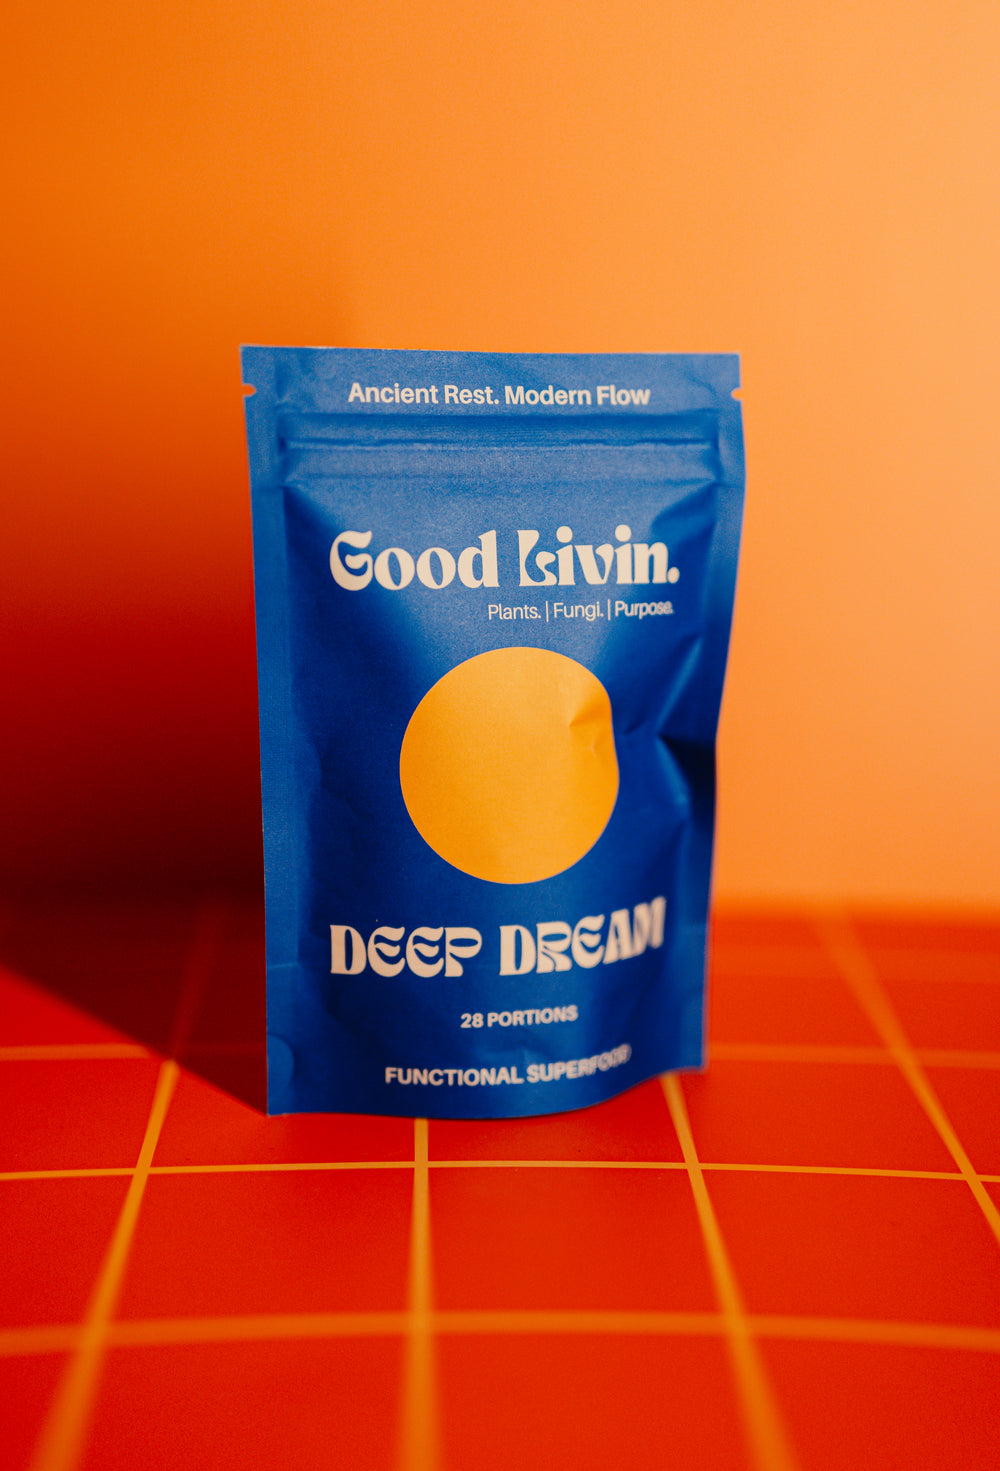 Ancient Rest. Modern Flow
Good Livin.
Plants. | Fungi. | Purpose.
DEEP DREAM
28 PORTIONS
FUNCTIONAL SUPERFOOD